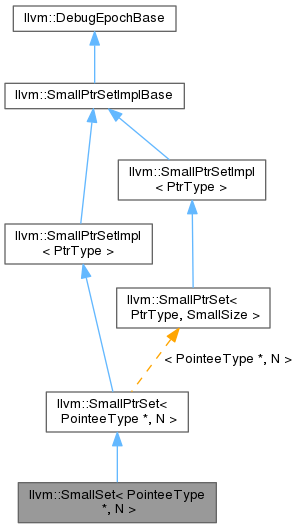 llvm::DebugEpochBase
llvm::SmallPtrSetImplBase
llvm::SmallPtrSetImpl
< PtrType >
llvm::SmallPtrSetImpl
< PtrType >
llvm::SmallPtrSet<
PtrType, SmallSize >
< PointeeType *, N >
llvm::SmallPtrSet<
PointeeType *, N >
llvm::SmallSet< PointeeType
*, N >